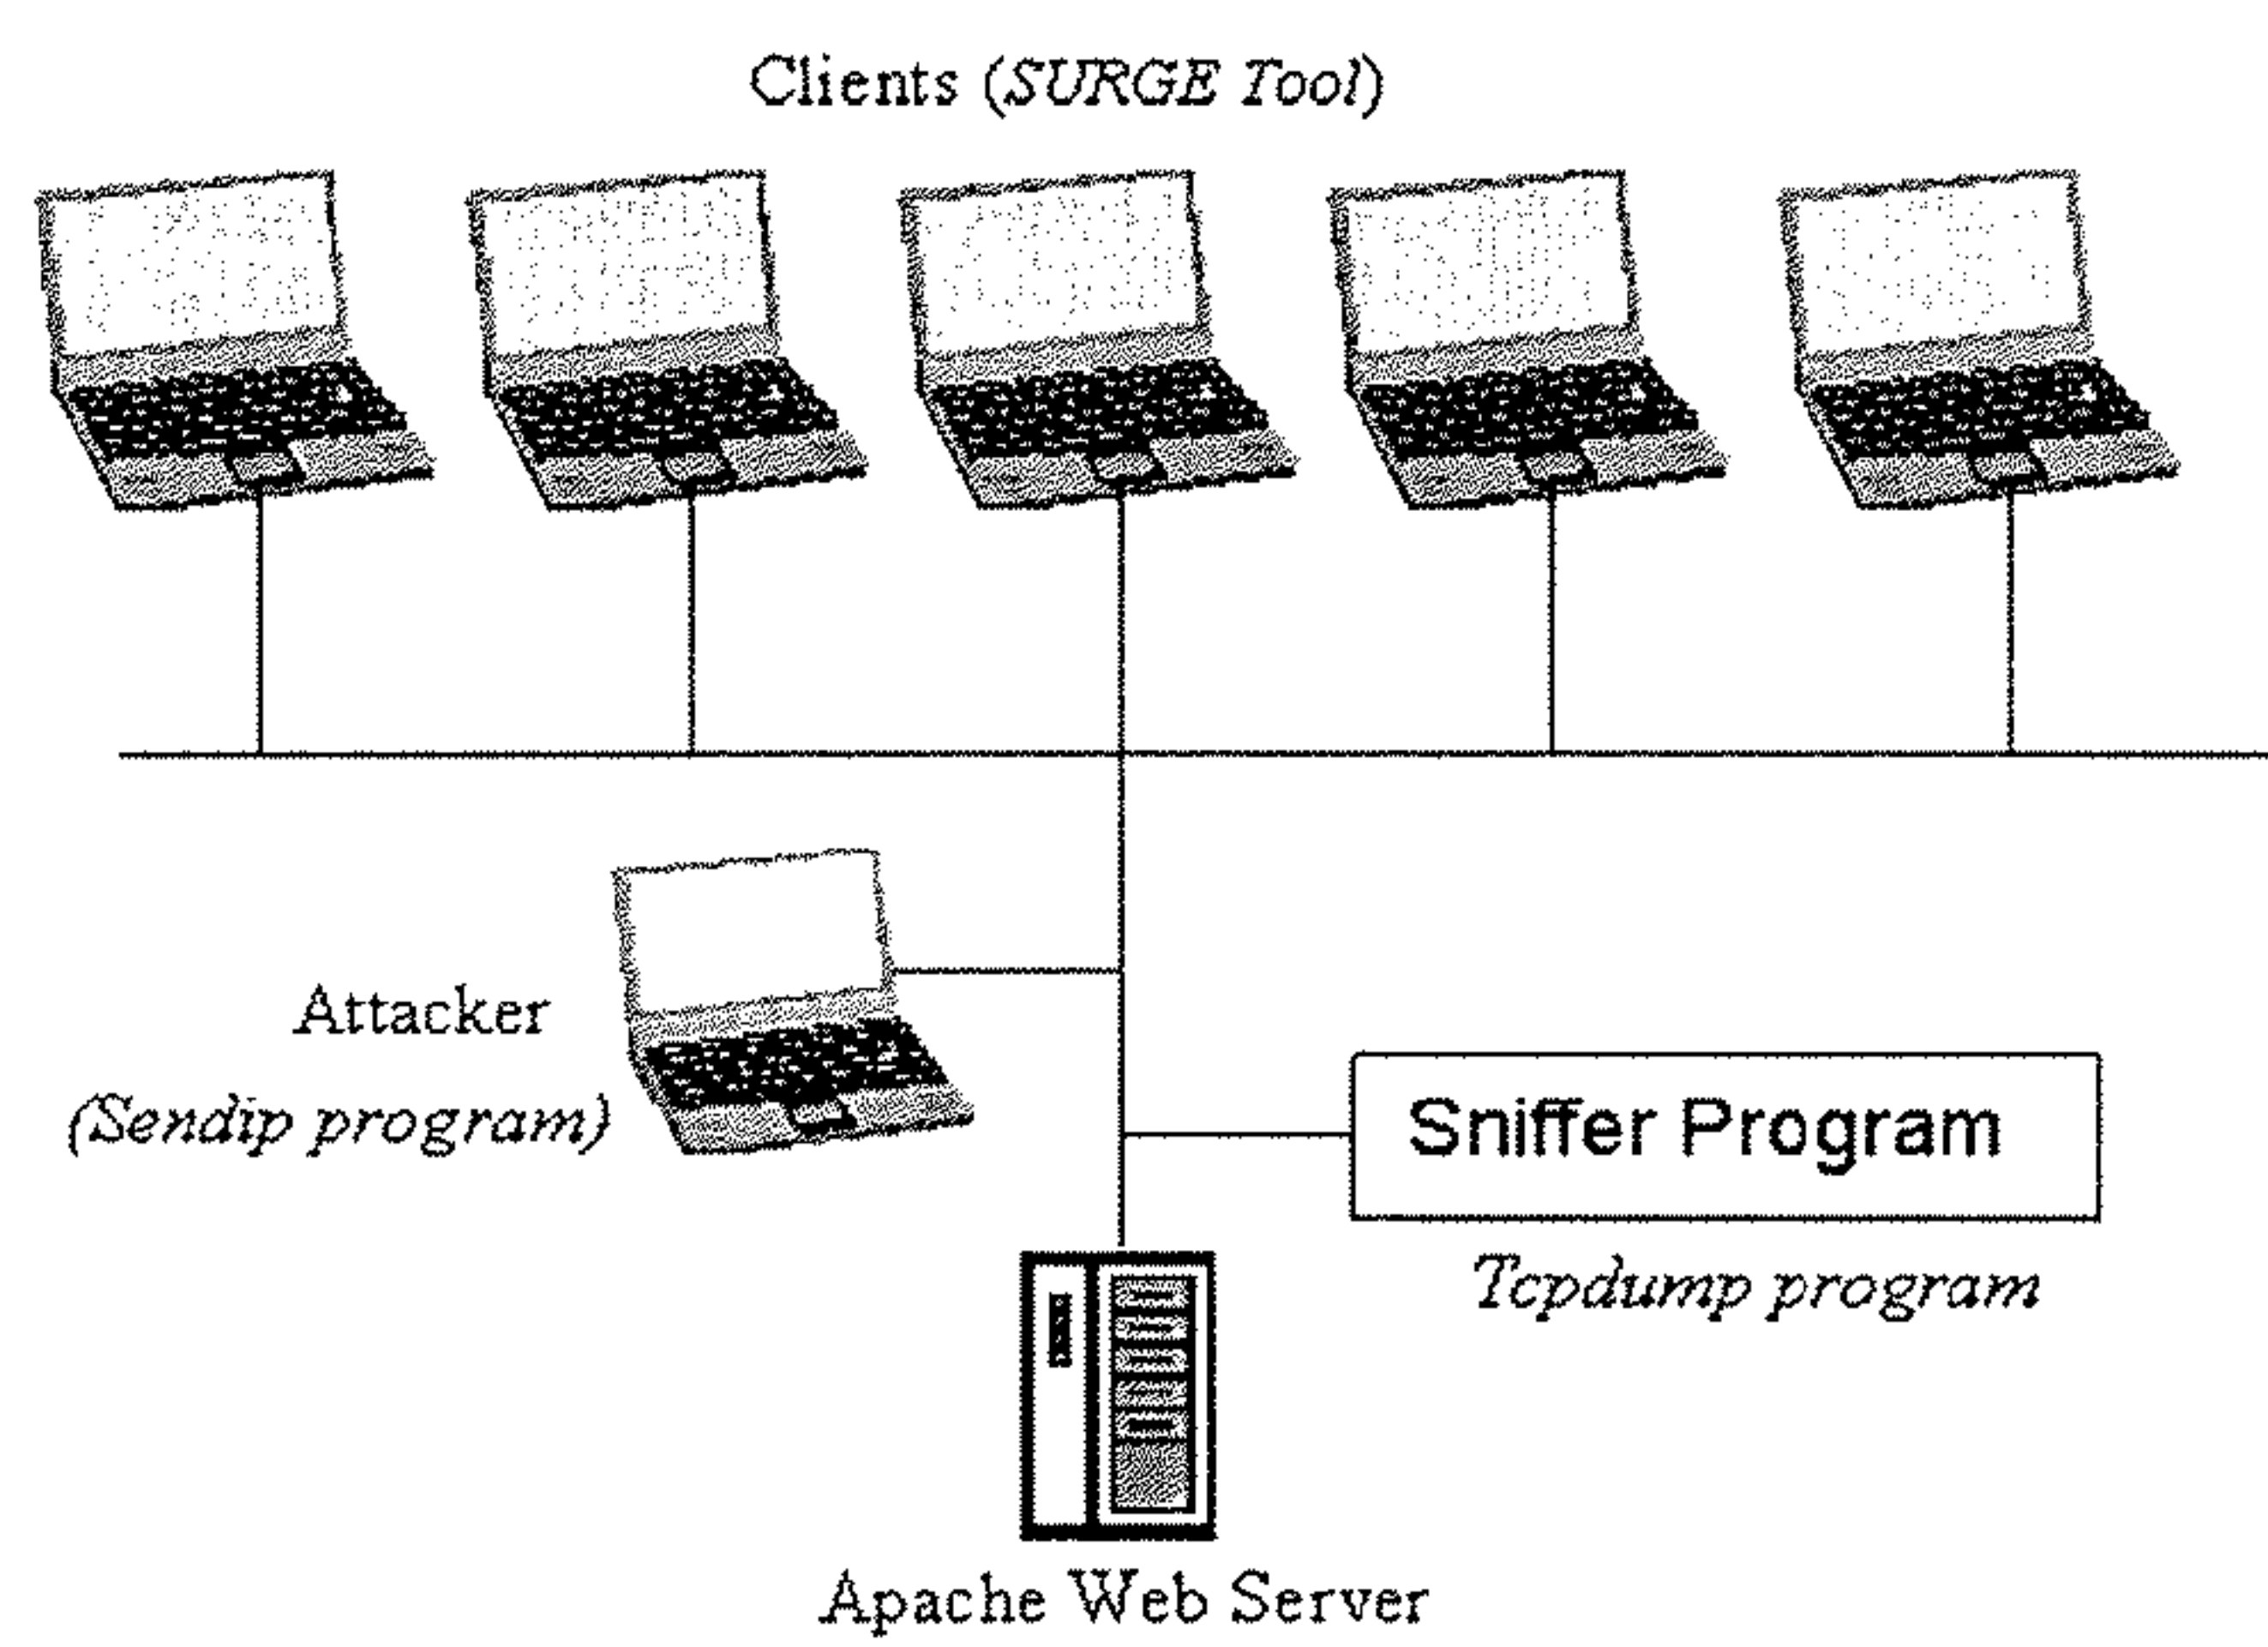 Clients (SURGE Tool)
Attacker
(Sendip program)
Sniffer Program
Tcpdump program
Apache Web Server